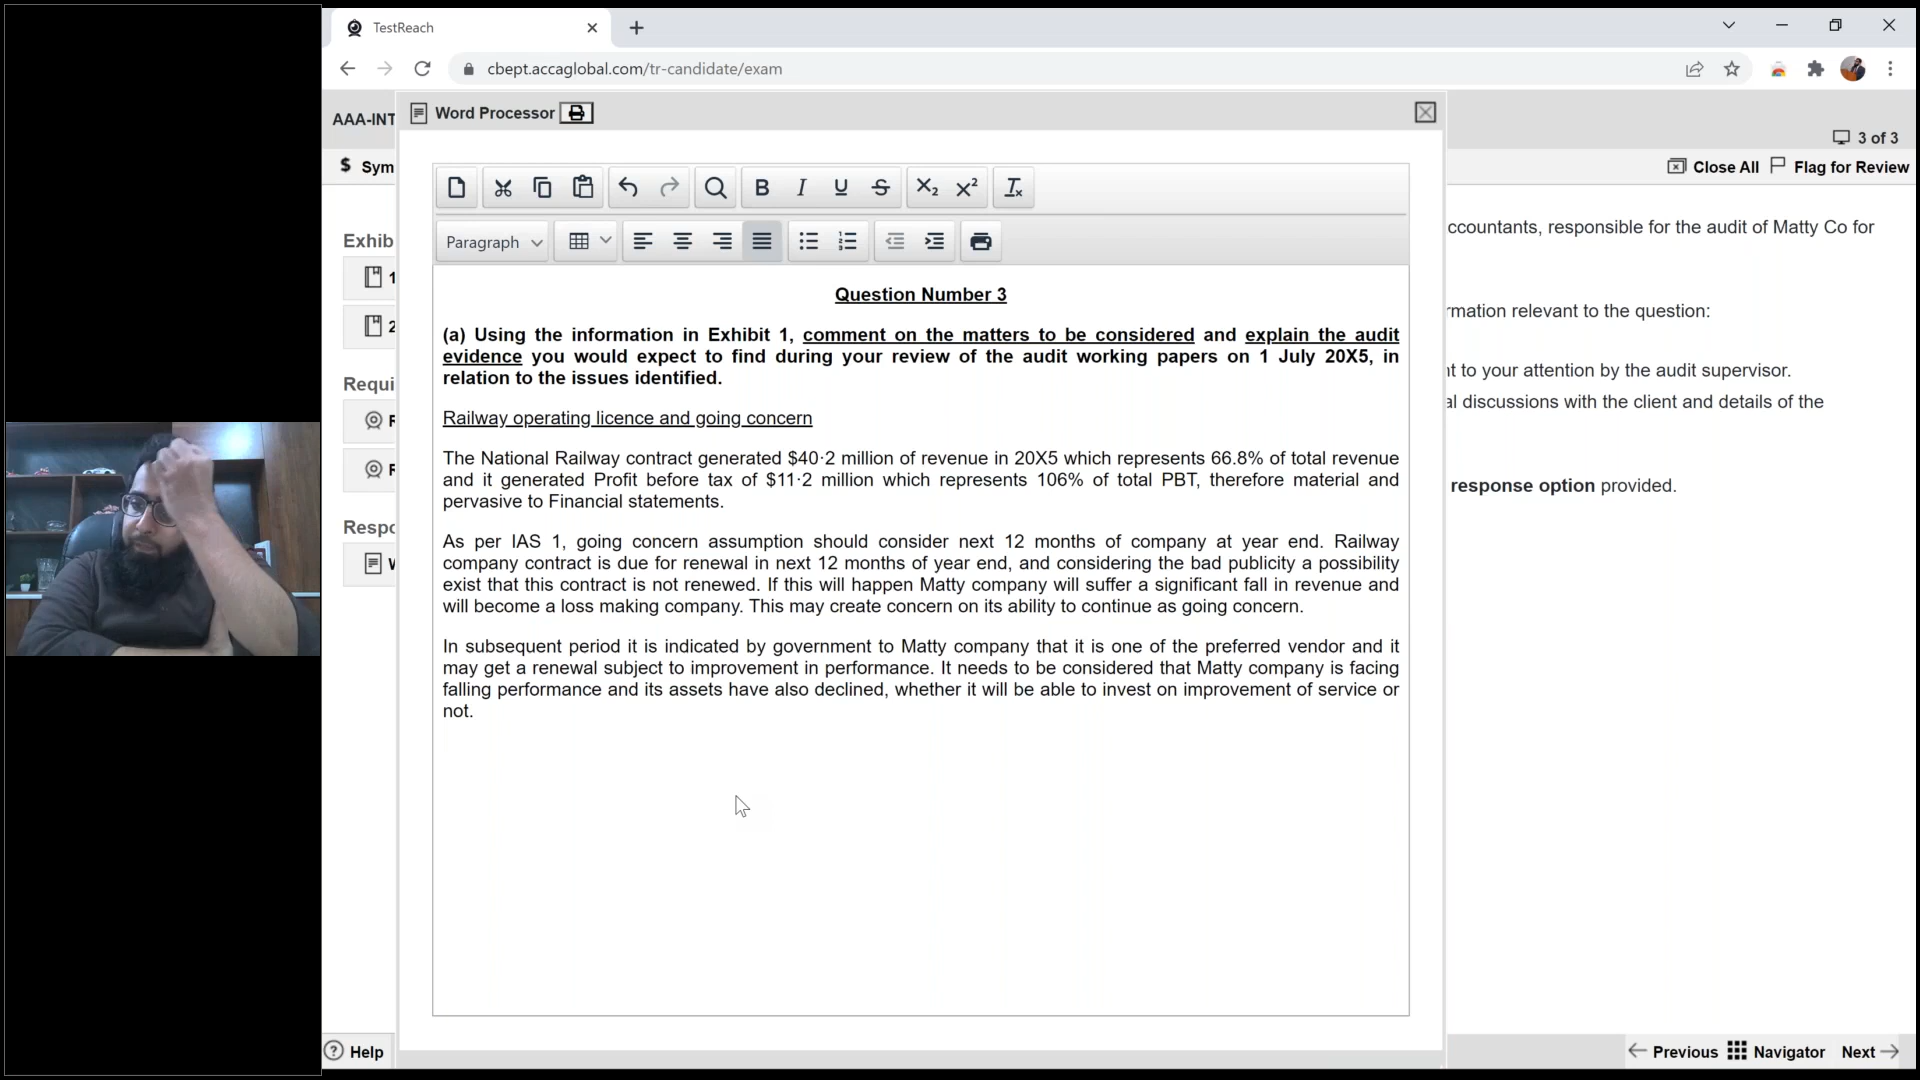 TestReach
cbept.accaglobal.com/tr-candidate/exam
AAA-INT
Word Processor
3 of 3
$ Sym
Close All
Flag for Review
Paragraph
Exhib
1
2
Requi
R
R
Respo
W
Question Number 3
(a) Using the information in Exhibit 1, comment on the matters to be considered and explain the audit
evidence you would expect to find during your review of the audit working papers on 1 July 20X5, in
relation to the issues identified.
Railway operating licence and going concern
The National Railway contract generated $40·2 million of revenue in 20X5 which represents 66.8% of total revenue
and it generated Profit before tax of $11·2 million which represents 106% of total PBT, therefore material and
pervasive to Financial statements.
As per IAS 1, going concern assumption should consider next 12 months of company at year end. Railway
company contract is due for renewal in next 12 months of year end, and considering the bad publicity a possibility
exist that this contract is not renewed. If this will happen Matty company will suffer a significant fall in revenue and
will become a loss making company. This may create concern on its ability to continue as going concern.
In subsequent period it is indicated by government to Matty company that it is one of the preferred vendor and it
may get a renewal subject to improvement in performance. It needs to be considered that Matty company is facing
falling performance and its assets have also declined, whether it will be able to invest on improvement of service or
not.
ccountants, responsible for the audit of Matty Co for
rmation relevant to the question:
nt to your attention by the audit supervisor.
al discussions with the client and details of the
response option provided.
Help
Previous
Navigator
Next